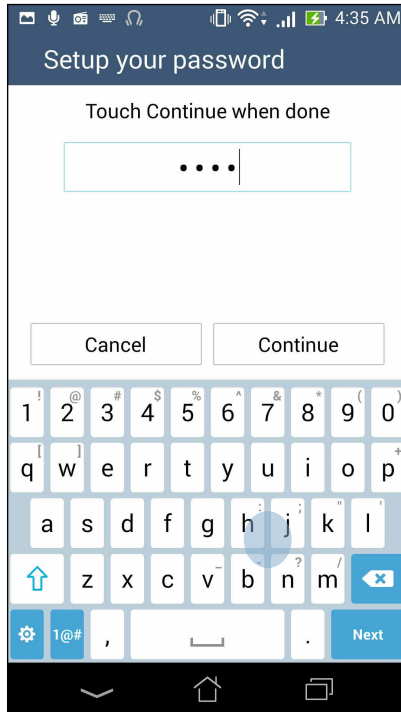 4:35 AM
Setup your password
Touch Continue when done
••••
Cancel Continue
! @ # $ % ^ & * ( )
1 2 3 4 5 6 7 8 9 0
[ ] +
q w e r t y u i o p
: ; " '
a s d f g h j k l
_ - ? /
z x c v b n m
1@# , . Next